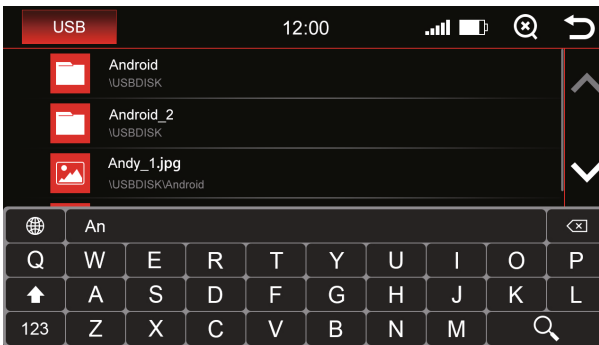 USB 12:00
Android
\USBDISK
Android_2
\USBDISK
Andy_1.jpg
\USBDISK\Android
An
Q W E R T Y U I O P
A S D F G H J K L
123 Z X C V B N M